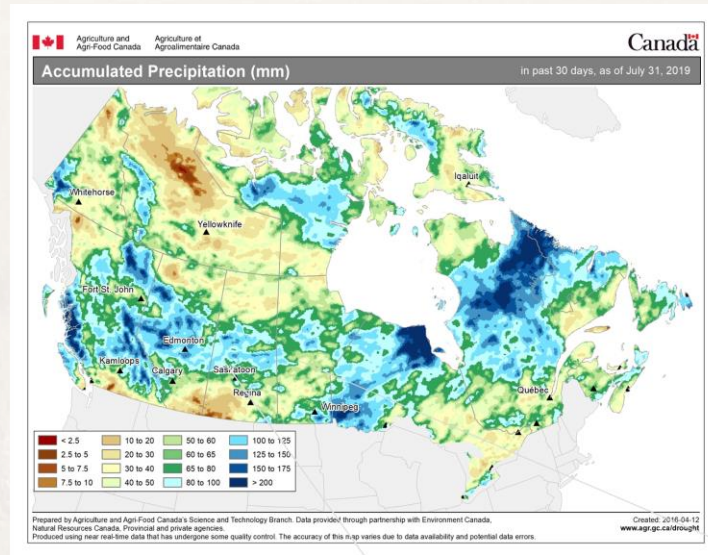 Agriculture and
Agri-Food Canada
Agriculture et
Agroalimentaire Canada
Canada
Accumulated Precipitation (mm)
in past 30 days, as of July 31, 2019
Iqaluit
Whitehorse
Yellowknife
Fort St. John
Edmonton
Kamloops
Calgary
Saskatoon
Regina
Winnipeg
Québec
< 2.5
2.5 to 5
5 to 7.5
7.5 to 10
10 to 20
20 to 30
30 to 40
40 to 50
50 to 60
60 to 65
65 to 80
80 to 100
100 to 125
125 to 150
150 to 175
> 200
Prepared by Agriculture and Agri-Food Canada's Science and Technology Branch. Data provided through partnership with Environment Canada,
Natural Resources Canada, Provincial and private agencies.
Produced using near real-time data that has undergone some quality control. The accuracy of this map varies due to data availability and potential data errors.
Created: 2016-04-12
www.agr.gc.ca/drought